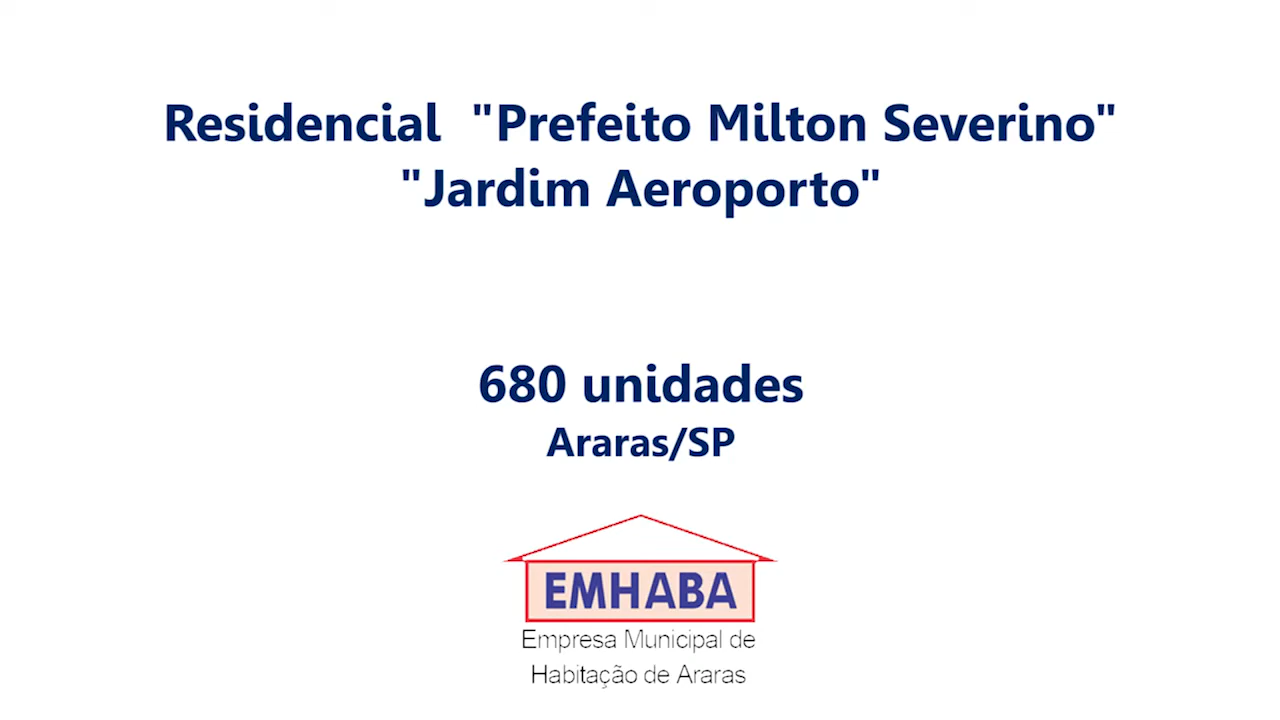 Residencial  "Prefeito Milton Severino"
"Jardim Aeroporto"
680 unidades
Araras/SP
EMHABA
Empresa Municipal de
Habitação de Araras